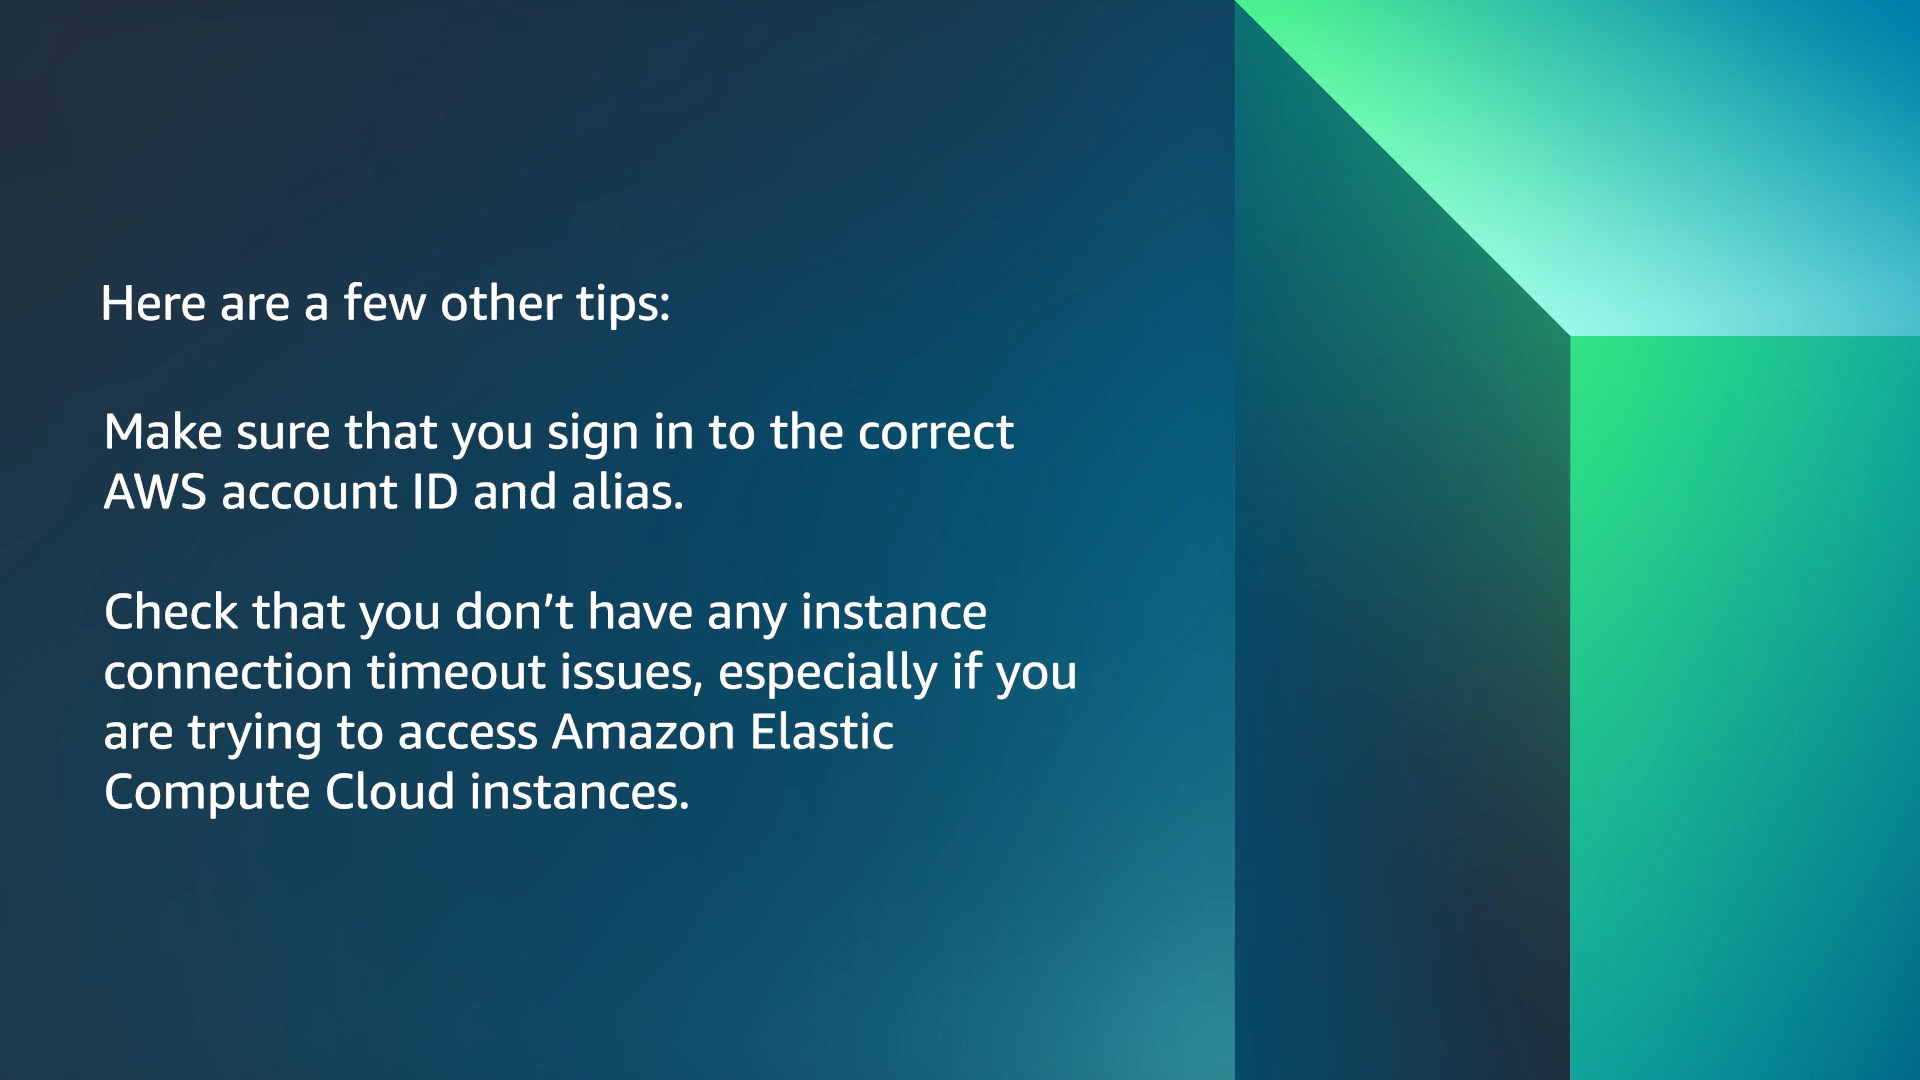 Here are a few other tips:
Make sure that you sign in to the correct
AWS account ID and alias.
Check that you don’t have any instance
connection timeout issues, especially if you
are trying to access Amazon Elastic
Compute Cloud instances.